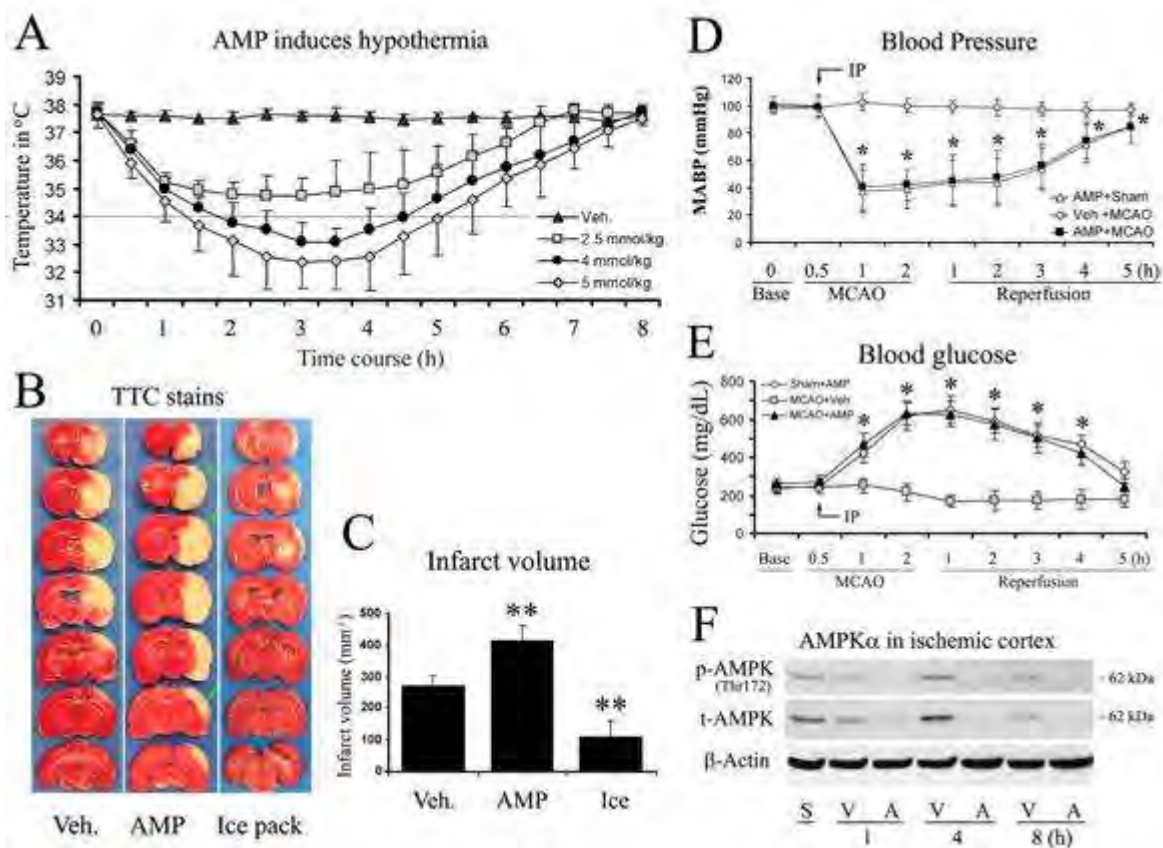 A
AMP induces hypothermia
Temperature in °C
39
38
37
36
35
34
33
32
31
Veh.
2.5 mmol/kg
4 mmol/kg
5 mmol/kg
0 1 2 3 4 5 6 7 8
Time course (h)
B
TTC stains
Veh. AMP Ice pack
C
Infarct volume
Infarct volume (mm³)
500
400
300
200
100
0
** **
Veh. AMP Ice
D
Blood Pressure
IP
MABP (mmHg)
120
100
80
60
40
20
0
* * * * * * *
AMP+Sham
Veh +MCAO
AMP+MCAO
0 0.5 1 2 1 2 3 4 5 (h)
Base MCAO Reperfusion
E
Blood glucose
Glucose (mg/dL)
800
600
400
200
0
Sham+AMP
MCAO+Veh
MCAO+AMP
* * * * * *
IP
Base 0.5 1 2 1 2 3 4 5 (h)
MCAO Reperfusion
F
AMPKα in ischemic cortex
p-AMPK - 62 kDa
(Thr172)
t-AMPK - 62 kDa
β-Actin
S V A V A V A
1 4 8 (h)